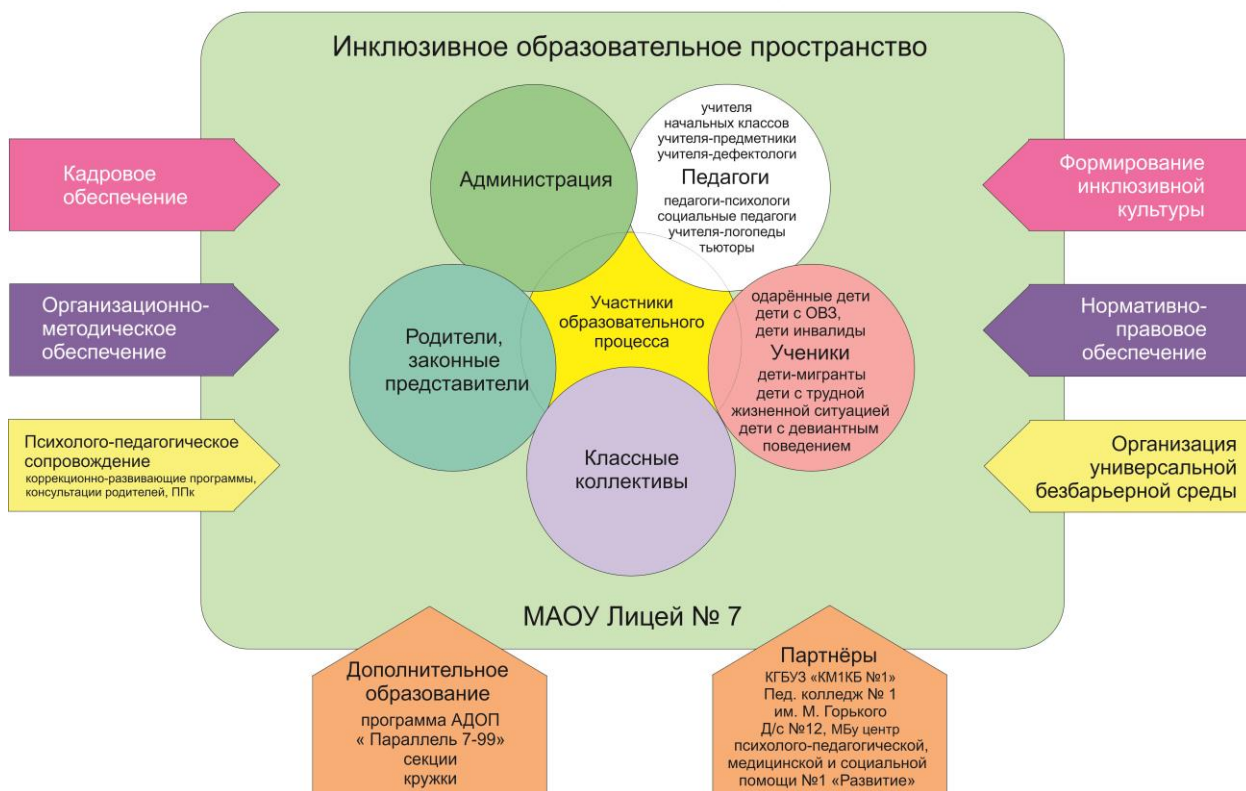 Инклюзивное образовательное пространство
Кадровое
обеспечение
Организационно-
методическое
обеспечение
Психолого-педагогическое
сопровождение
коррекционно-развивающие программы,
консультации родителей, ППк
Администрация
учителя
начальных классов
учителя-предметники
учителя-дефектологи
Педагоги
педагоги-психологи
социальные педагоги
учителя-логопеды
тьюторы
Родители,
законные
представители
Участники
образовательного
процесса
одарённые дети
дети с ОВЗ,
дети инвалиды
Ученики
дети-мигранты
дети с трудной
жизненной ситуацией
дети с девиантным
поведением
Классные
коллективы
Формирование
инклюзивной
культуры
Нормативно-
правовое
обеспечение
Организация
универсальной
безбарьерной среды
МАОУ Лицей № 7
Дополнительное
образование
программа АДОП
« Параллель 7-99»
секции
кружки
Партнёры
КГБУЗ «КМ1КБ №1»
Пед. колледж № 1
им. М. Горького
Д/с №12, МБу центр
психолого-педагогической,
медицинской и социальной
помощи №1 «Развитие»